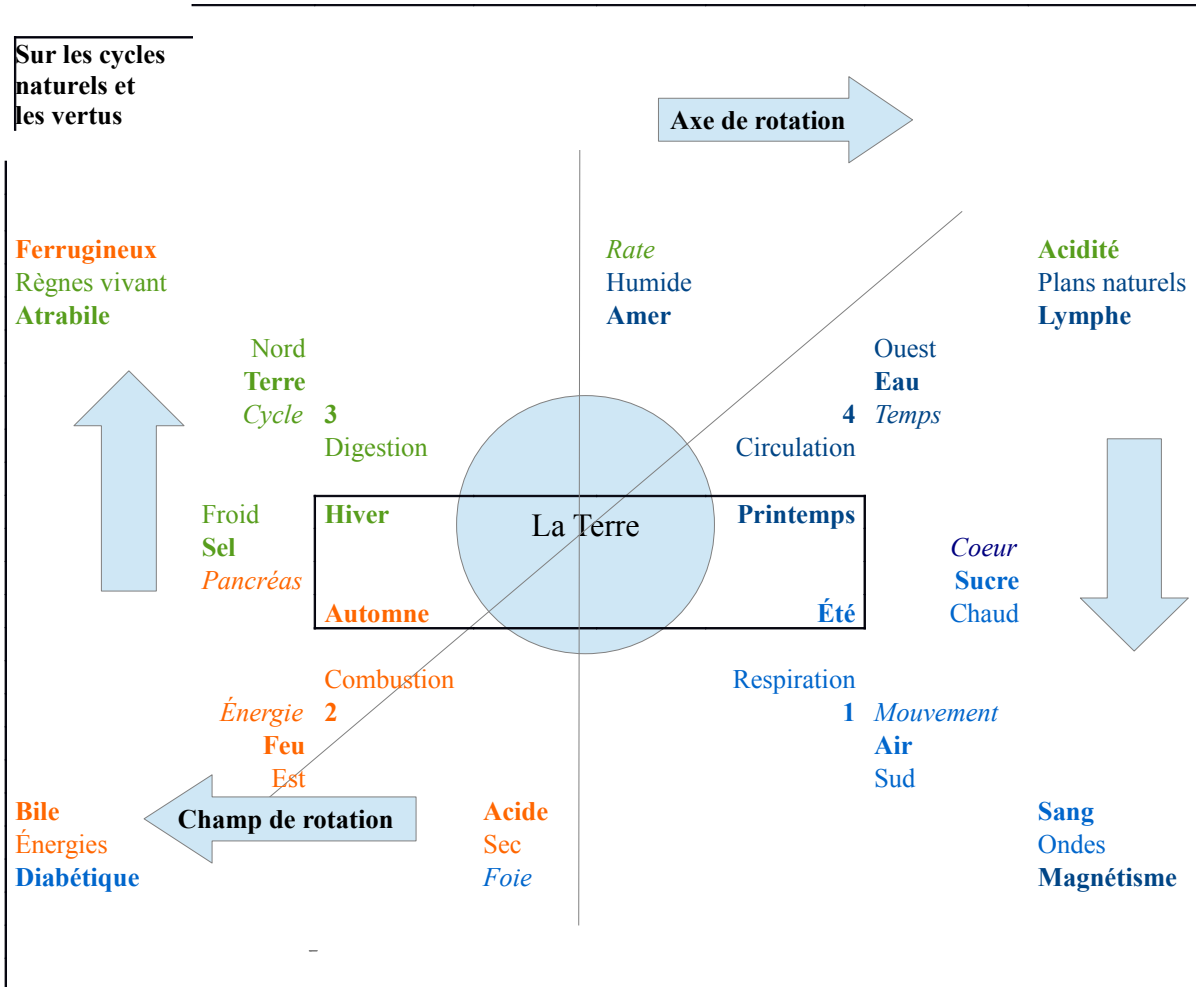 Sur les cycles
naturels et
les vertus
Axe de rotation
Ferrugineux
Règnes vivant
Atrabile
Rate
Humide
Amer
Acidité
Plans naturels
Lymphe
Nord
Terre
Cycle 3
Digestion
Ouest
Eau
4 Temps
Circulation
Froid
Sel
Pancréas
Hiver
La Terre
Printemps
Automne
Été
Coeur
Sucre
Chaud
Combustion
Énergie 2
Feu
Est
Respiration
1 Mouvement
Air
Sud
Bile
Énergies
Diabétique
Champ de rotation
Acide
Sec
Foie
Sang
Ondes
Magnétisme